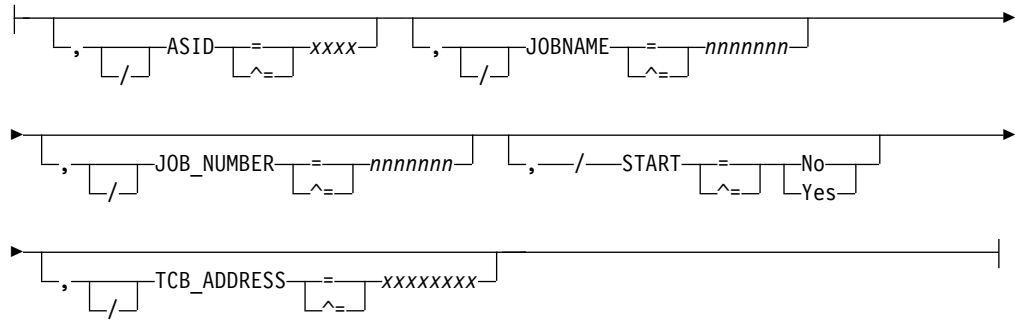 , / ASID = ^= xxxx , / JOBNAME = ^= nnnnnnn
, / JOB_NUMBER = ^= nnnnnnn , / START = ^= No Yes
, / TCB_ADDRESS = ^= xxxxxxxx